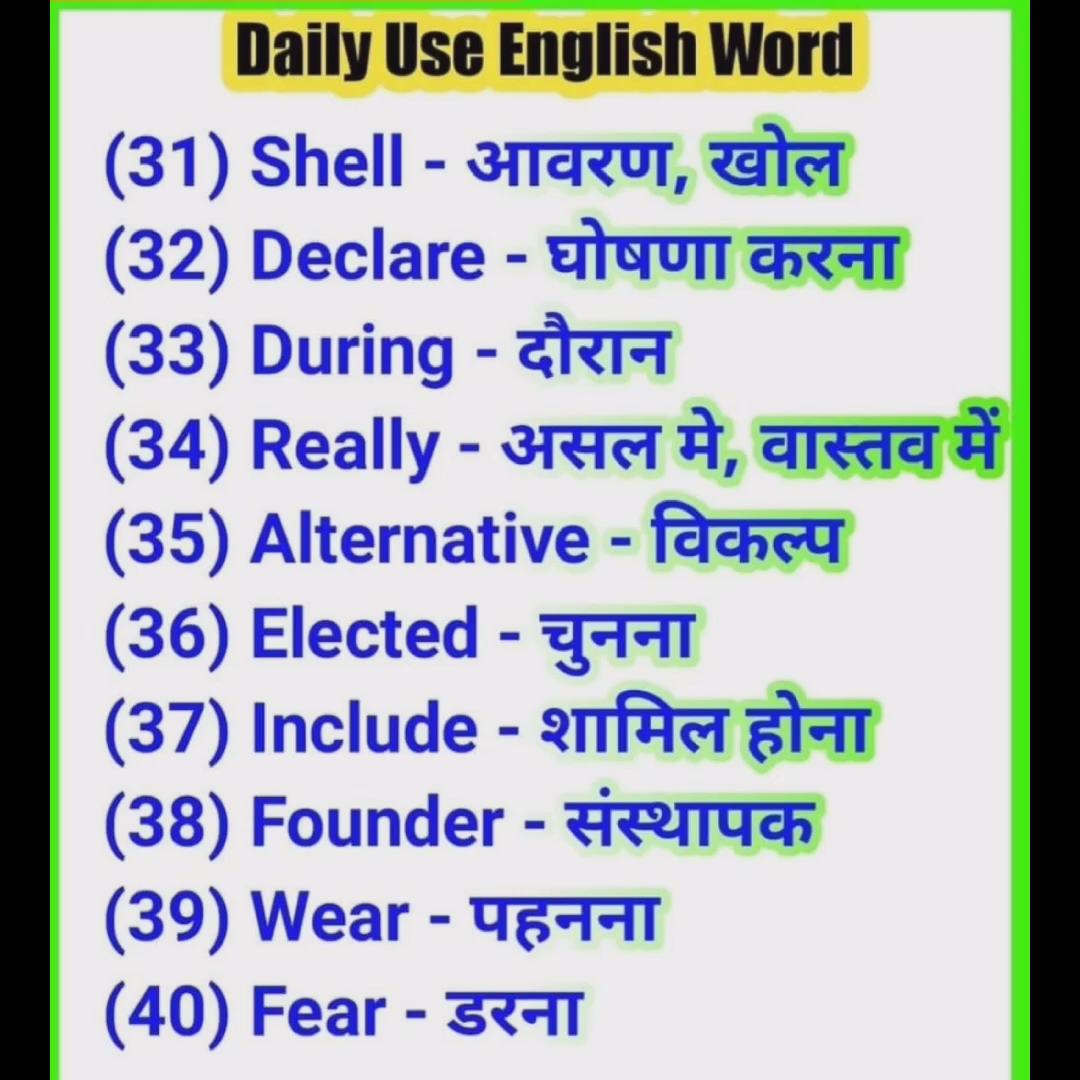 Daily Use English Word
(31) Shell - आवरण, खोल
(32) Declare - घोषणा करना
(33) During - दौरान
(34) Really - असल मे, वास्तव में
(35) Alternative - विकल्प
(36) Elected - चुनना
(37) Include - शामिल होना
(38) Founder - संस्थापक
(39) Wear - पहनना
(40) Fear - डरना